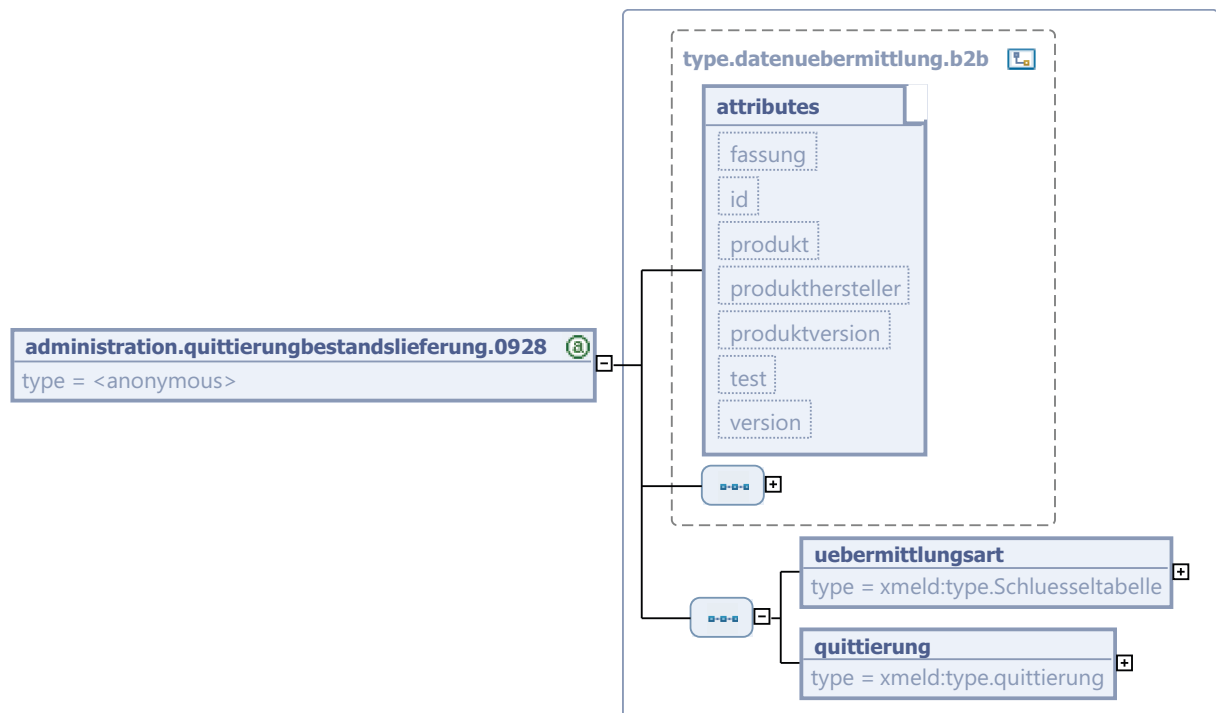 type.datenuebermittlung.b2b
attributes
fassung
id
produkt
produkthersteller
produktversion
test
version
administration.quittierungbestandslieferung.0928 a
type = <anonymous>
uebermittlungsart
type = xmeld:type.Schluesseltabelle
quittierung
type = xmeld:type.quittierung